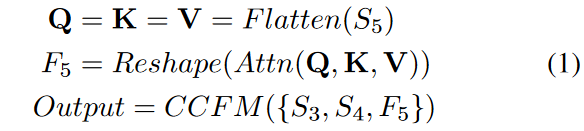 Q = K = V = Flatten(S₅)
F₅ = Reshape(Attn(Q, K, V)) (1)
Output = CCFM({S₃, S₄, F₅})